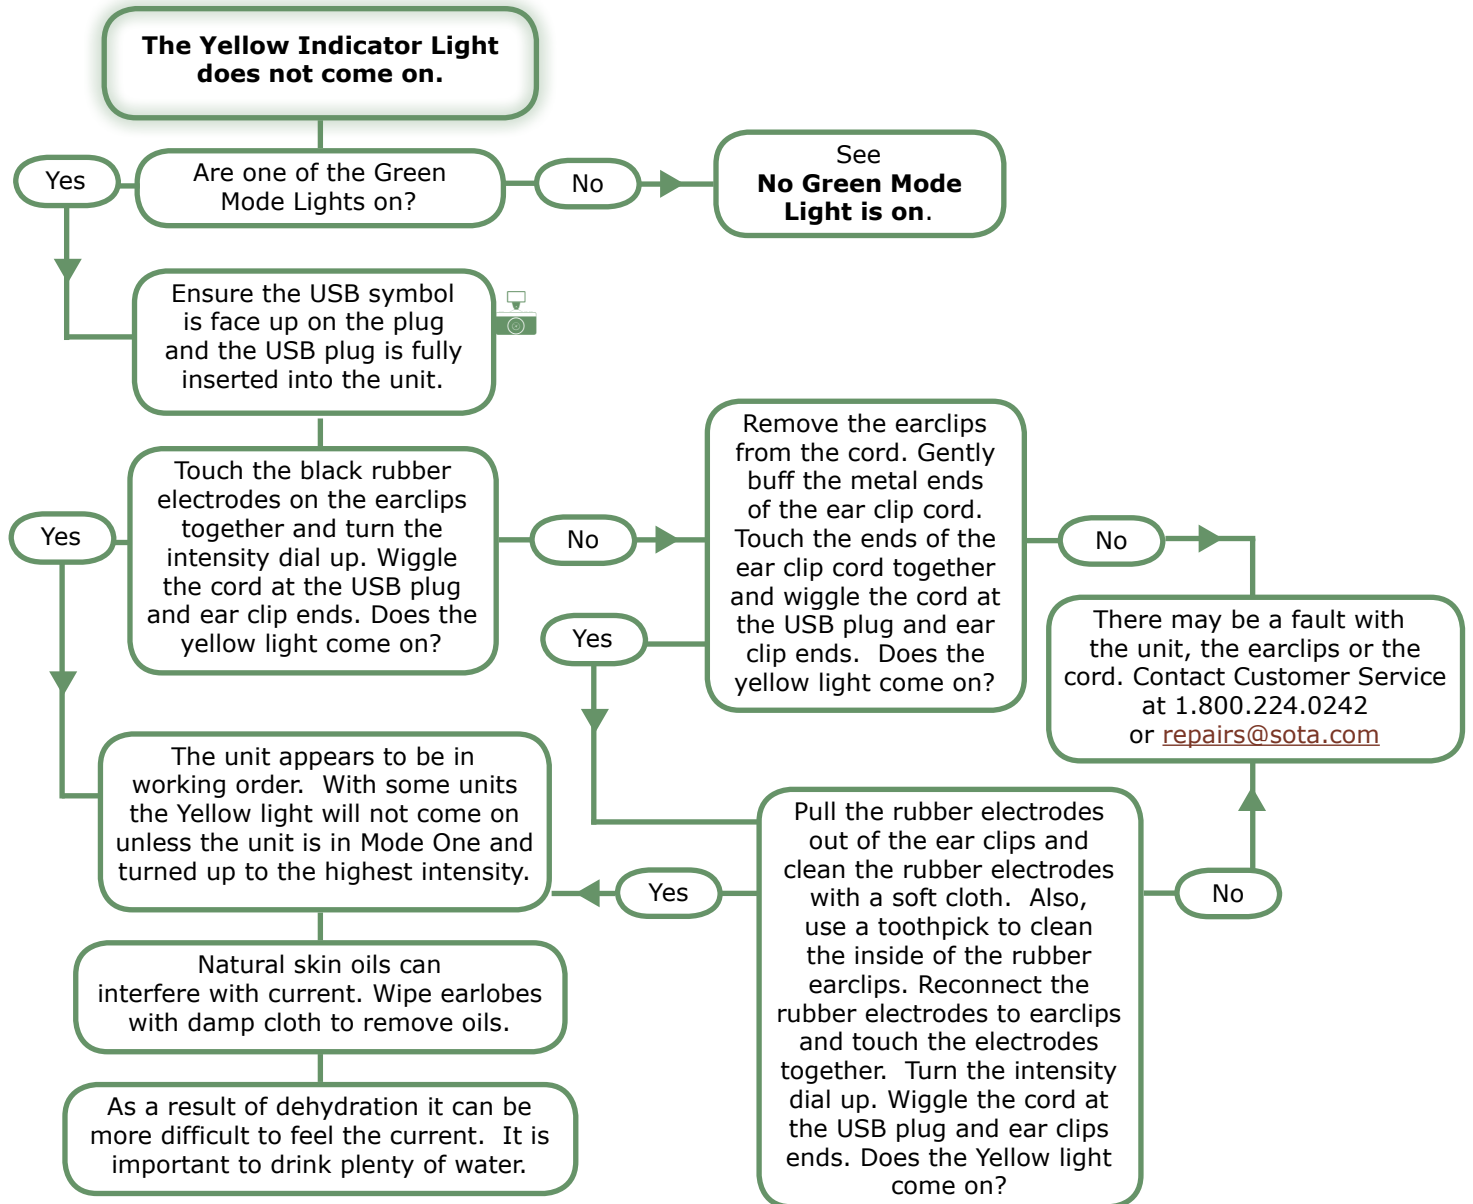 The Yellow Indicator Light
does not come on.
Yes
Are one of the Green
Mode Lights on?
No
See
No Green Mode
Light is on.
Ensure the USB symbol
is face up on the plug
and the USB plug is fully
inserted into the unit.
Touch the black rubber
electrodes on the earclips
together and turn the
intensity dial up. Wiggle
the cord at the USB plug
and ear clip ends. Does the
yellow light come on?
Yes
No
Remove the earclips
from the cord. Gently
buff the metal ends
of the ear clip cord.
Touch the ends of the
ear clip cord together
and wiggle the cord at
the USB plug and ear
clip ends.  Does the
yellow light come on?
No
Yes
There may be a fault with
the unit, the earclips or the
cord. Contact Customer Service
at 1.800.224.0242
or repairs@sota.com
The unit appears to be in
working order.  With some units
the Yellow light will not come on
unless the unit is in Mode One and
turned up to the highest intensity.
Yes
Pull the rubber electrodes
out of the ear clips and
clean the rubber electrodes
with a soft cloth.  Also,
use a toothpick to clean
the inside of the rubber
earclips. Reconnect the
rubber electrodes to earclips
and touch the electrodes
together.  Turn the intensity
dial up. Wiggle the cord at
the USB plug and ear clips
ends. Does the Yellow light
come on?
No
Natural skin oils can
interfere with current. Wipe earlobes
with damp cloth to remove oils.
As a result of dehydration it can be
more difficult to feel the current.  It is
important to drink plenty of water.